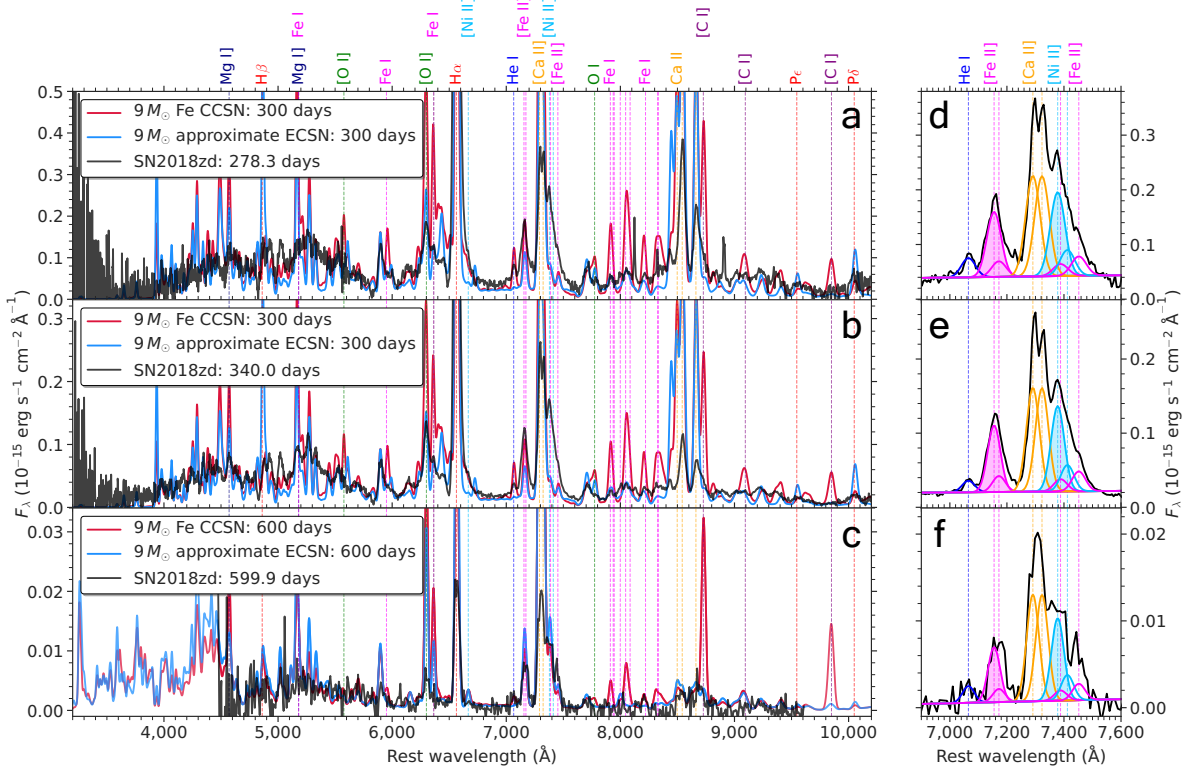 Mg I]
Hβ
Mg I]
Fe I
[O I]
Fe I
[O I]
Fe I
Hα
[Ni II]
He I
[Fe II]
[Ca II]
[Ni II]
[Fe II]
O I
Fe I
Fe I
Ca II
[C I]
[C I]
Pϵ
[C I]
Pδ
He I
[Fe II]
[Ca II]
[Ni II]
[Fe II]
0.5
0.4
0.3
0.2
0.1
0.0
9 M⊙ Fe CCSN: 300 days
9 M⊙ approximate ECSN: 300 days
SN2018zd: 278.3 days
a
d
0.3
0.2
0.1
0.0
0.3
0.2
0.1
0.0
9 M⊙ Fe CCSN: 300 days
9 M⊙ approximate ECSN: 300 days
SN2018zd: 340.0 days
b
e
0.2
0.1
0.0
0.03
0.02
0.01
0.00
9 M⊙ Fe CCSN: 600 days
9 M⊙ approximate ECSN: 600 days
SN2018zd: 599.9 days
c
f
0.02
0.01
0.00
Fλ (10⁻¹⁵ erg s⁻¹ cm⁻² Å⁻¹)
Fλ (10⁻¹⁵ erg s⁻¹ cm⁻² Å⁻¹)
4,000 5,000 6,000 7,000 8,000 9,000 10,000
7,000 7,200 7,400 7,600
Rest wavelength (Å)
Rest wavelength (Å)